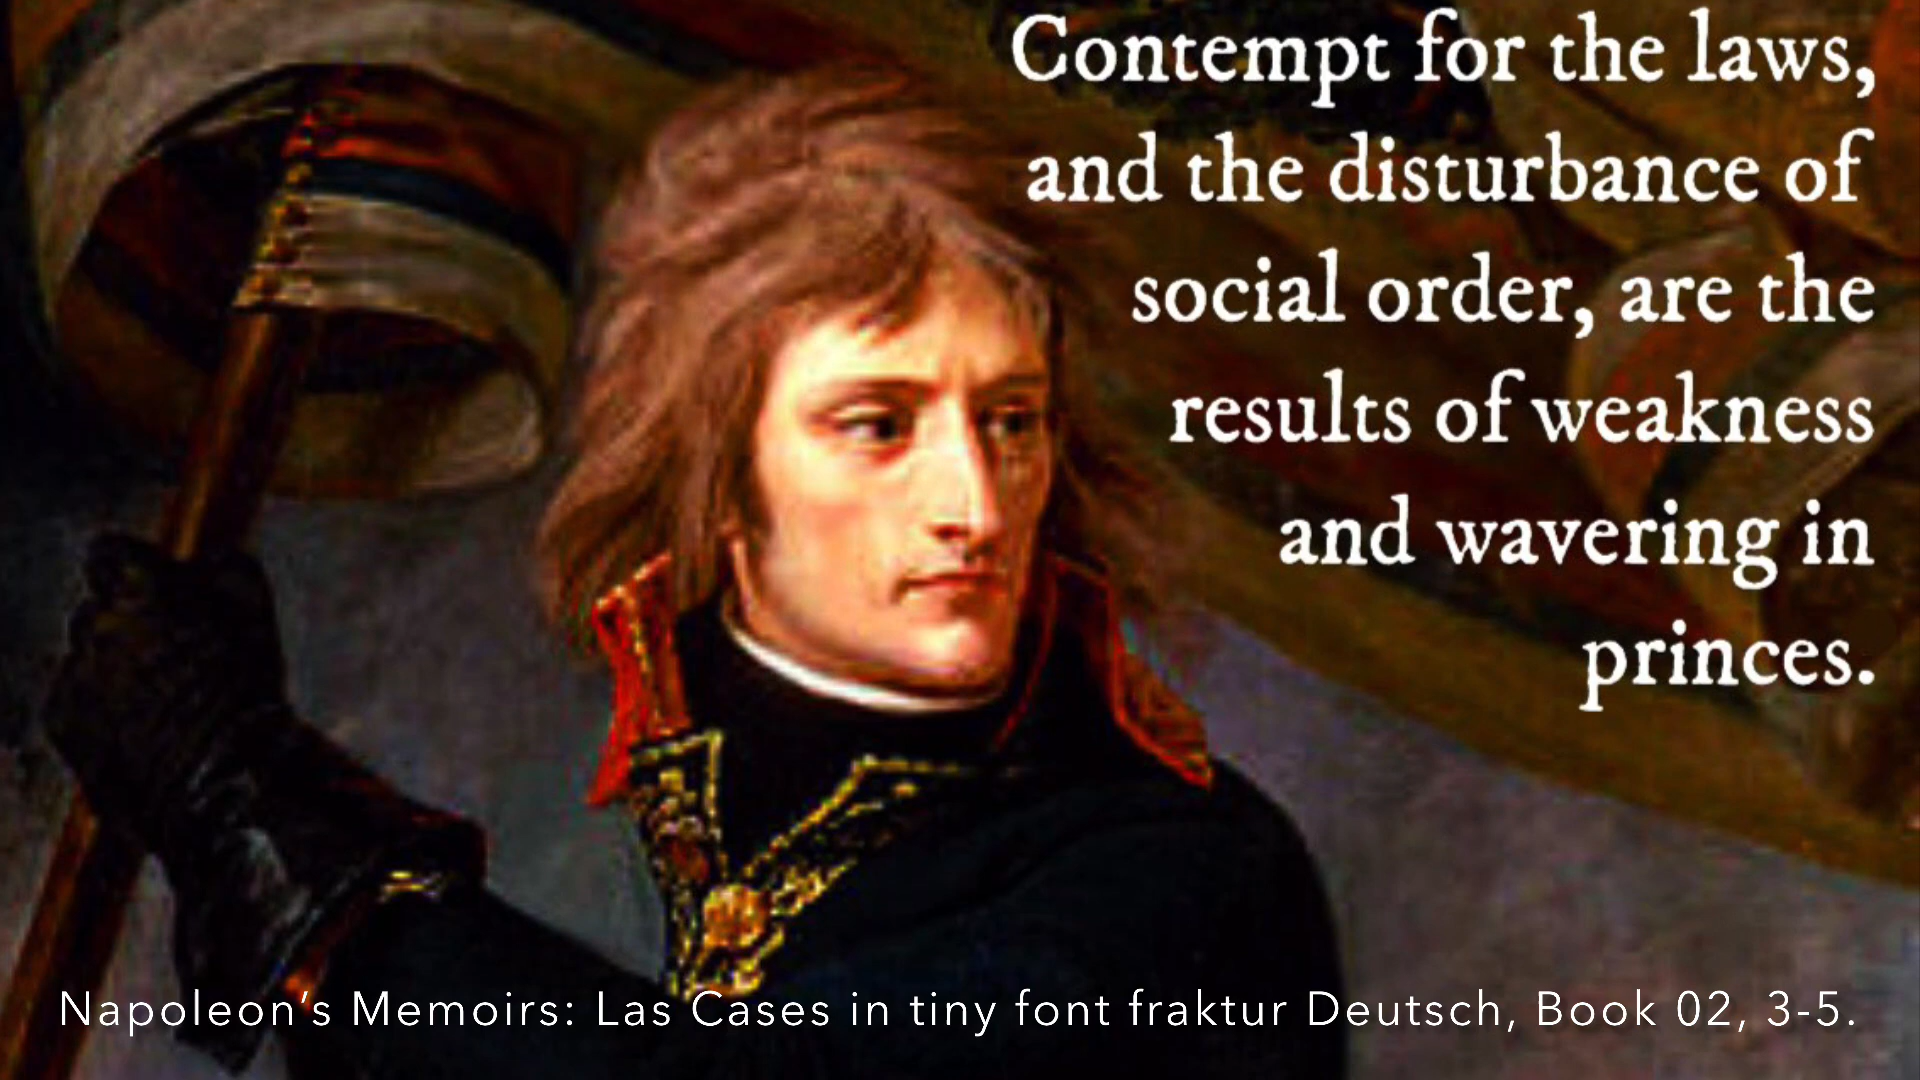 Contempt for the laws,
and the disturbance of
social order, are the
results of weakness
and wavering in
princes.
Napoleon’s Memoirs: Las Cases in tiny font fraktur Deutsch, Book 02, 3-5.